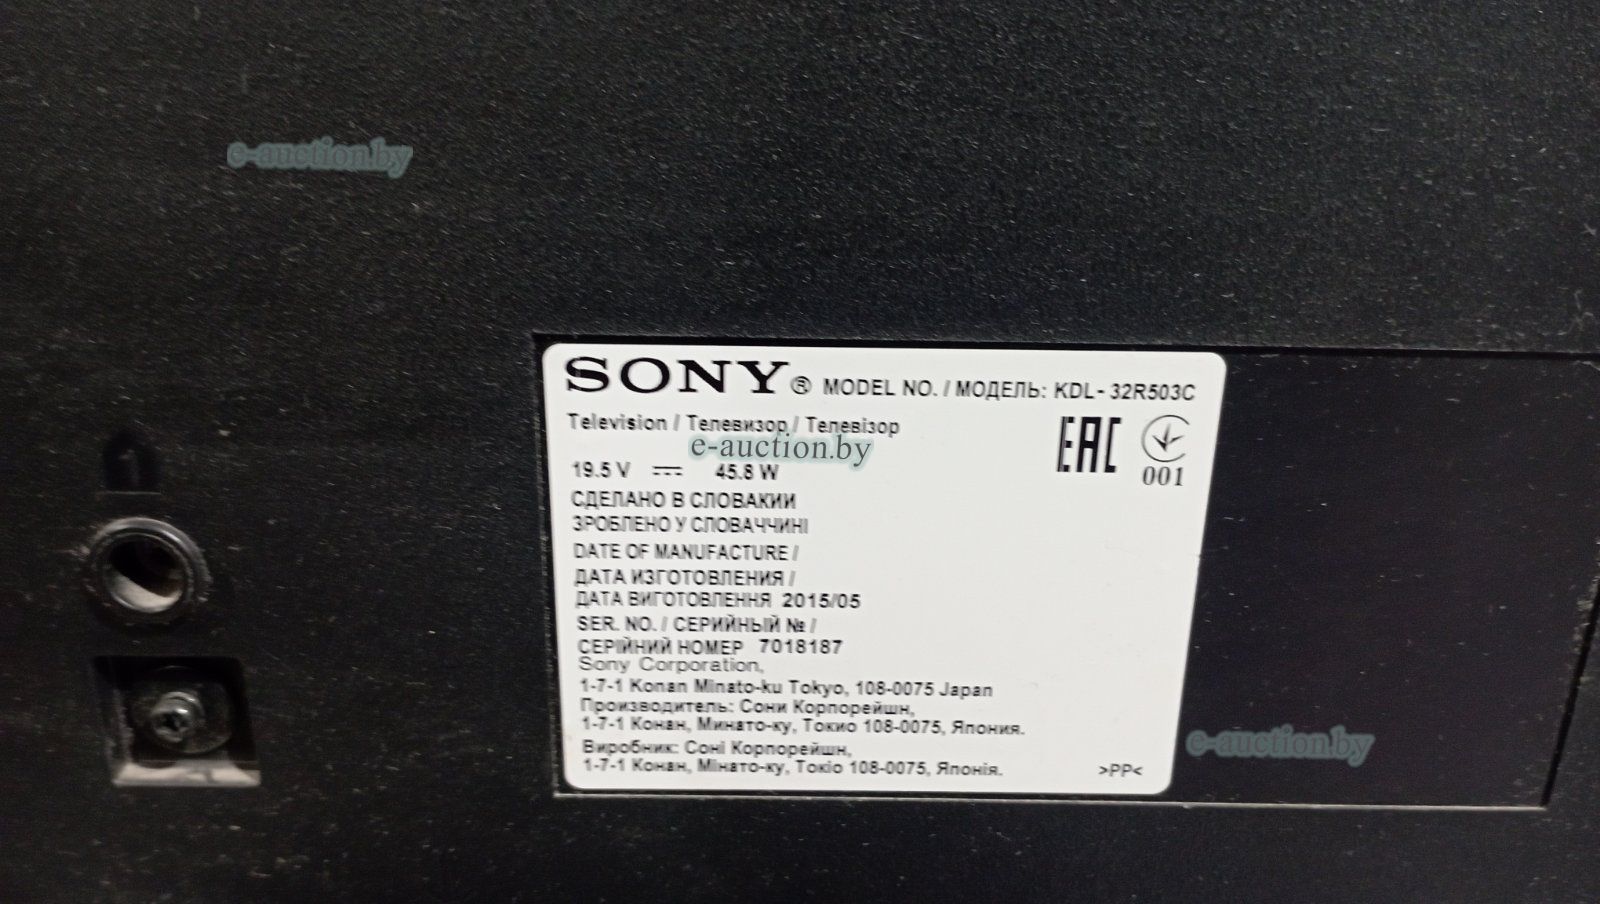 e-auction.by
SONY® MODEL NO. / МОДЕЛЬ: KDL- 32R503C
Television / Телевизор / Телевізор
EAC
e-auction.by
001
19.5 V 45.8 W
СДЕЛАНО В СЛОВАКИИ
ЗРОБЛЕНО У СЛОВАЧЧИНІ
DATE OF MANUFACTURE /
ДАТА ИЗГОТОВЛЕНИЯ /
ДАТА ВИГОТОВЛЕННЯ 2015/05
SER. NO. / СЕРИЙНЫЙ № /
СЕРІЙНИЙ НОМЕР 7018187
Sony Corporation,
1-7-1 Konan Minato-ku Tokyo, 108-0075 Japan
Производитель: Сони Корпорейшн,
1-7-1 Конан, Минато-ку, Токио 108-0075, Япония.
e-auction.by
Виробник: Соні Корпорейшн,
1-7-1 Конан, Мінато-ку, Токіо 108-0075, Японія.
>PP<